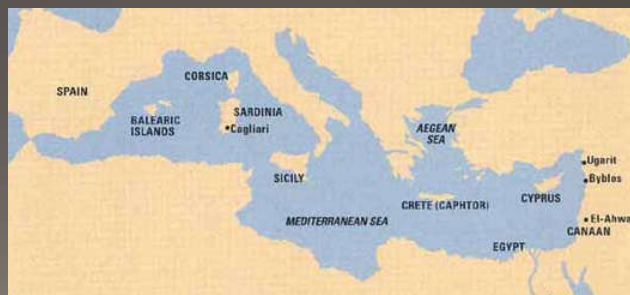 CORSICA
SPAIN
SARDINIA
BALEARIC
ISLANDS
Cagliari
AEGEAN
SEA
Ugarit
SICILY
Byblos
CYPRUS
CRETE (CAPHTOR)
MEDITERRANEAN SEA
El-Ahwa
CANAAN
EGYPT